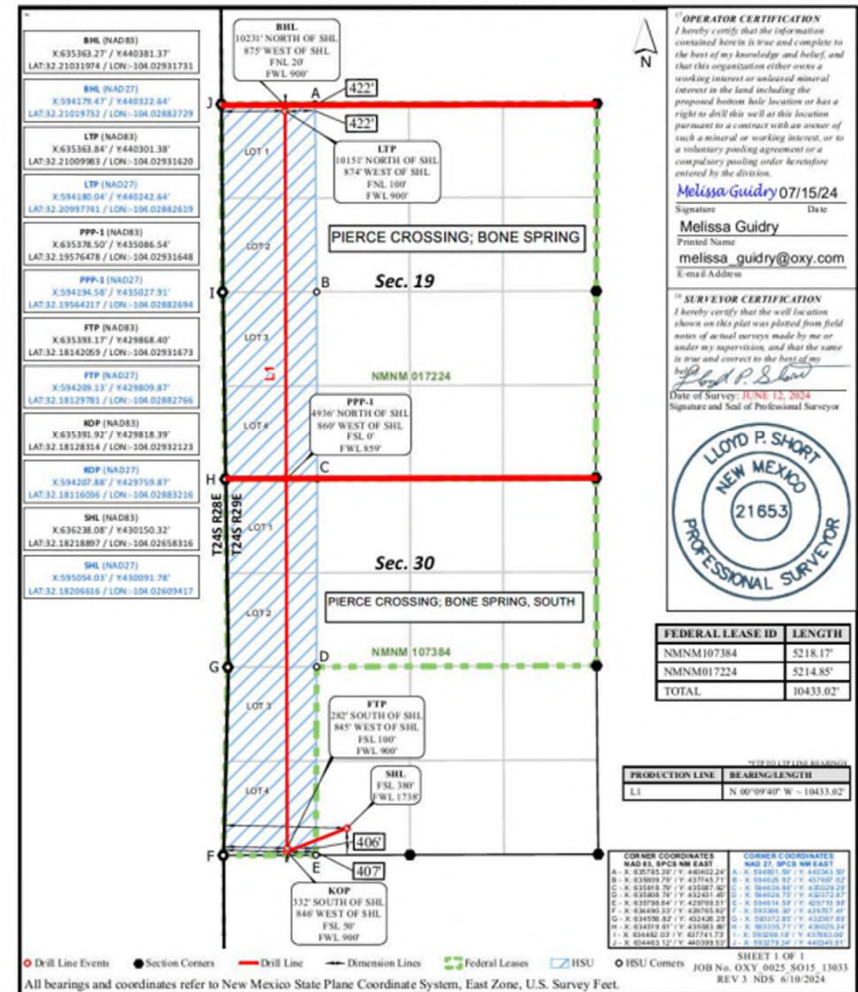 BHL (NAD83)
X:635363.27' / Y:440381.37'
LAT:32.21031974 / LON:-104.02931731
BHL (NAD27)
X:594179.47' / Y:440322.64'
LAT:32.21019732 / LON:-104.02882729
LTP (NAD83)
X:635363.84' / Y:440301.38'
LAT:32.21009983 / LON:-104.02931620
LTP (NAD27)
X:594180.04' / Y:440242.64'
LAT:32.20997741 / LON:-104.02882619
PPP-1 (NAD83)
X:635378.50' / Y:435086.54'
LAT:32.19576478 / LON:-104.02931648
PPP-1 (NAD27)
X:594194.58' / Y:435027.91'
LAT:32.19564217 / LON:-104.02882694
FTP (NAD83)
X:635393.17' / Y:429868.40'
LAT:32.18142059 / LON:-104.02931673
FTP (NAD27)
X:594209.13' / Y:429809.87'
LAT:32.18129781 / LON:-104.02882766
KOP (NAD83)
X:635391.92' / Y:429818.39'
LAT:32.18128314 / LON:-104.02932123
KOP (NAD27)
X:594207.88' / Y:429759.87'
LAT:32.18116036 / LON:-104.02883216
SHL (NAD83)
X:636238.08' / Y:430150.32'
LAT:32.18218897 / LON:-104.02658316
SHL (NAD27)
X:595054.03' / Y:430091.78'
LAT:32.18206616 / LON:-104.02609417
BHL
10231' NORTH OF SHL
875' WEST OF SHL
FNL 20'
FWL 900'
N
J
A
422'
422'
LTP
10151' NORTH OF SHL
874' WEST OF SHL
FNL 100'
FWL 900'
LOT 1
LOT 2
PIERCE CROSSING; BONE SPRING
I
B
Sec. 19
LOT 3
L1
NMNM 017224
LOT 4
PPP-1
4936' NORTH OF SHL
860' WEST OF SHL
FSL 0'
FWL 859'
H
C
T24S R28E
T24S R29E
LOT 1
Sec. 30
LOT 2
PIERCE CROSSING; BONE SPRING, SOUTH
NMNM 107384
G
D
LOT 3
FTP
282' SOUTH OF SHL
845' WEST OF SHL
FSL 100'
FWL 900'
LOT 4
SHL
FSL 380'
FWL 1738'
406'
F
E
407'
KOP
332' SOUTH OF SHL
846' WEST OF SHL
FSL 50'
FWL 900'
17 OPERATOR CERTIFICATION
I hereby certify that the information
contained herein is true and complete to
the best of my knowledge and belief, and
that this organization either owns a
working interest or unleased mineral
interest in the land including the
proposed bottom hole location or has a
right to drill this well at this location
pursuant to a contract with an owner of
such a mineral or working interest, or to
a voluntary pooling agreement or a
compulsory pooling order heretofore
entered by the division.
Melissa Guidry 07/15/24
Signature Date
Melissa Guidry
Printed Name
melissa_guidry@oxy.com
E-mail Address
18 SURVEYOR CERTIFICATION
I hereby certify that the well location
shown on this plat was plotted from field
notes of actual surveys made by me or
under my supervision, and that the same
is true and correct to the best of my
belief.
Lloyd P. Short
Date of Survey: JUNE 12, 2024
Signature and Seal of Professional Surveyor
LLOYD P. SHORT
NEW MEXICO
21653
PROFESSIONAL SURVEYOR
FEDERAL LEASE ID LENGTH
NMNM107384 5218.17'
NMNM017224 5214.85'
TOTAL 10433.02'
*FTP TO LTP LINE BEARINGS
PRODUCTION LINE BEARING/LENGTH
L1 N 00°09'40" W ~ 10433.02'
CORNER COORDINATES
NAD 83, SPCS NM EAST
CORNER COORDINATES
NAD 27, SPCS NM EAST
Drill Line Events Section Corners Drill Line Dimension Lines Federal Leases HSU HSU Corners
All bearings and coordinates refer to New Mexico State Plane Coordinate System, East Zone, U.S. Survey Feet.
SHEET 1 OF 1
JOB No. OXY_0025_SO15_13033
REV 3 NDS 6/10/2024